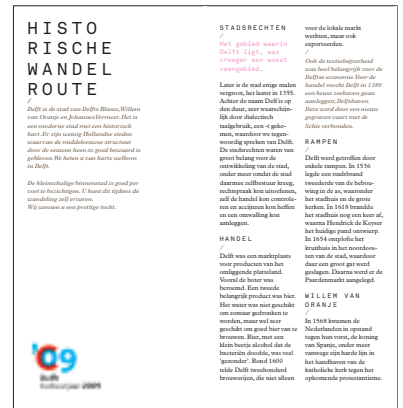 HISTO
RISCHE
WANDEL
ROUTE
/
Delft is de stad van Delfts Blauw, Willem
van Oranje en Johannes Vermeer. Het is
een moderne stad met een historisch
hart. Er zijn weinig Hollandse steden
waarvan de middeleeuwse structuur
door de eeuwen heen zo goed bewaard is
gebleven. We heten u van harte welkom
in Delft.
De kleinschalige binnenstad is goed per
voet te bezichtigen. U kunt dit tijdens de
wandeling zelf ervaren.
Wij wensen u een prettige tocht.
'09
Delft
Cultuurjaar 2009
STADSRECHTEN
/
Het gebied waarin
Delft ligt, was
vroeger een woest
veengebied.
Later is de stad enige malen
vergroot, het laatst in 1355.
Achter de naam Delf is op
den duur, zeer waarschijn-
lijk door dialectisch
taalgebruik, een -t geko-
men, waardoor we tegen-
woordig spreken van Delft.
De stadsrechten waren van
groot belang voor de
ontwikkeling van de stad,
onder meer omdat de stad
daarmee zelfbestuur kreeg,
rechtspraak kon uitoefenen,
zelf de handel kon controle-
ren en accijnzen kon heffen
en een omwalling kon
aanleggen.
HANDEL
/
Delft was een marktplaats
voor producten van het
omliggende platteland.
Vooral de boter was
beroemd. Een tweede
belangrijk product was bier.
Het water was niet geschikt
om zomaar gedronken te
worden, maar wel zeer
geschikt om goed bier van te
brouwen. Bier, met een
klein beetje alcohol dat de
bacteriën doodde, was veel
'gezonder'. Rond 1600
telde Delft tweehonderd
brouwerijen, die niet alleen
voor de lokale markt
werkten, maar ook
exporteerden.
/
Ook de textielnijverheid
was heel belangrijk voor de
Delftse economie. Voor de
handel mocht Delft in 1389
een heuse zeehaven gaan
aanleggen; Delfshaven.
Deze werd door een nieuw
gegraven vaart met de
Schie verbonden.
RAMPEN
/
Delft werd getroffen door
enkele rampen. In 1536
legde een stadsbrand
tweederde van de bebou-
wing in de as, waaronder
het stadhuis en de grote
kerken. In 1618 brandde
het stadhuis nog een keer af,
waarna Hendrick de Keyser
het huidige pand ontwierp.
In 1654 ontplofte het
kruithuis in het noordoos-
ten van de stad, waardoor
daar een groot gat werd
geslagen. Daarna werd er de
Paardenmarkt aangelegd.
WILLEM VAN
ORANJE /
In 1568 kwamen de
Nederlanden in opstand
tegen hun vorst, de koning
van Spanje, onder meer
vanwege zijn harde lijn in
het handhaven van de
katholieke kerk tegen het
opkomende protestantisme.